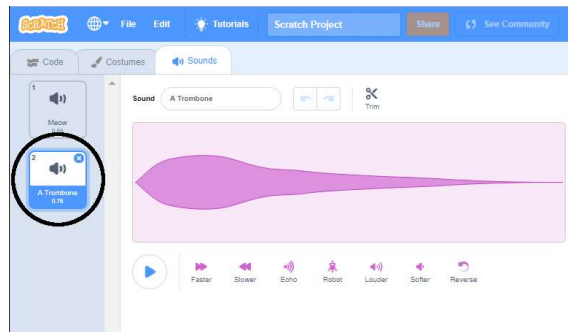 SCRATCH File Edit Tutorials Scratch Project Share See Community
Code Costumes Sounds
1
Meow
2
A Trombone
0.78
Sound A Trombone Trim
Faster Slower Echo Robot Louder Softer Reverse